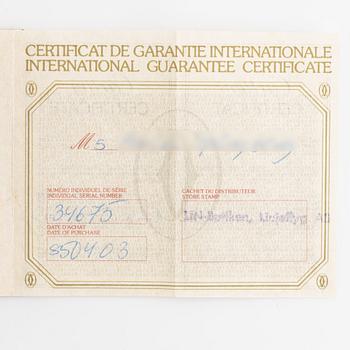 CERTIFICAT DE GARANTIE INTERNATIONALE
INTERNATIONAL GUARANTEE CERTIFICATE
M 5
NUMÉRO INDIVIDUEL DE SÉRIE
INDIVIDUAL SERIAL NUMBER
34675
CACHET DU DISTRIBUTEUR
STORE STAMP
DATE D'ACHAT
DATE OF PURCHASE
850403